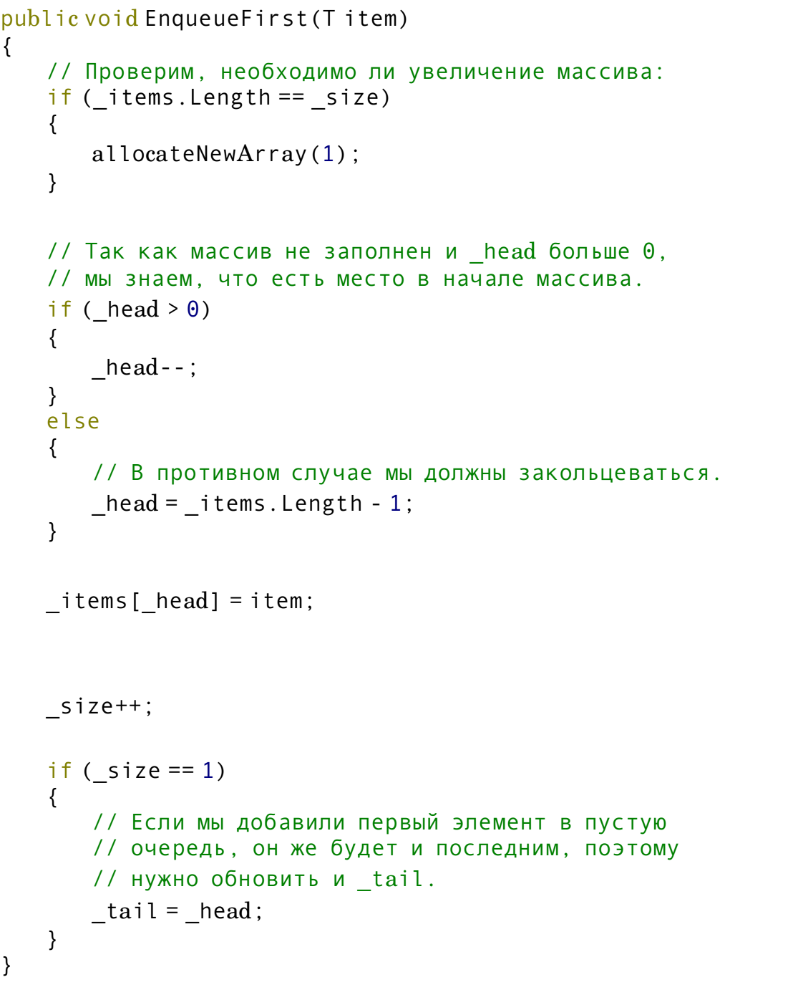 public void EnqueueFirst(T item)
{
// Проверим, необходимо ли увеличение массива:
if (_items.Length == _size)
{
allocateNewArray(1);
}
// Так как массив не заполнен и _head больше 0,
// мы знаем, что есть место в начале массива.
if (_head > 0)
{
_head--;
}
else
{
// В противном случае мы должны закольцеваться.
_head = _items.Length - 1;
}
_items[_head] = item;
_size++;
if (_size == 1)
{
// Если мы добавили первый элемент в пустую
// очередь, он же будет и последним, поэтому
// нужно обновить и _tail.
_tail = _head;
}
}